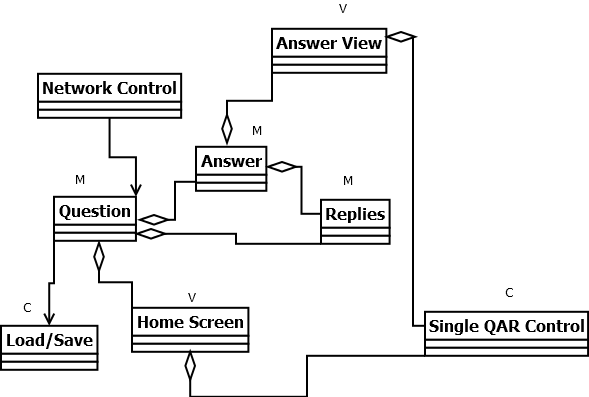 V
Answer View
Network Control
M
Answer
M
M
Question
Replies
V
C
C
Home Screen
Single QAR Control
Load/Save